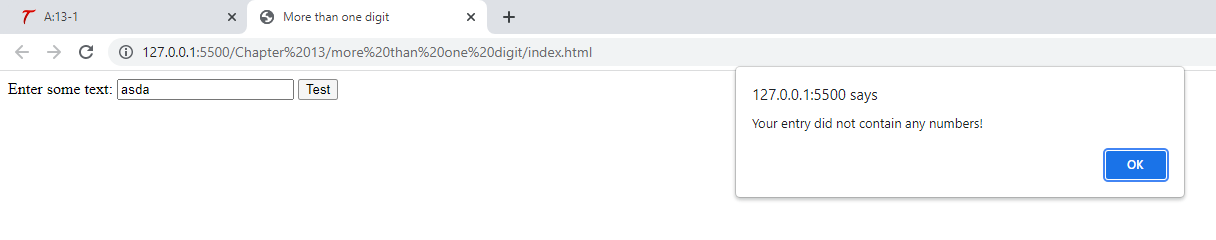 A:13-1
More than one digit
127.0.0.1:5500/Chapter%2013/more%20than%20one%20digit/index.html
Enter some text: asda Test
127.0.0.1:5500 says
Your entry did not contain any numbers!
OK